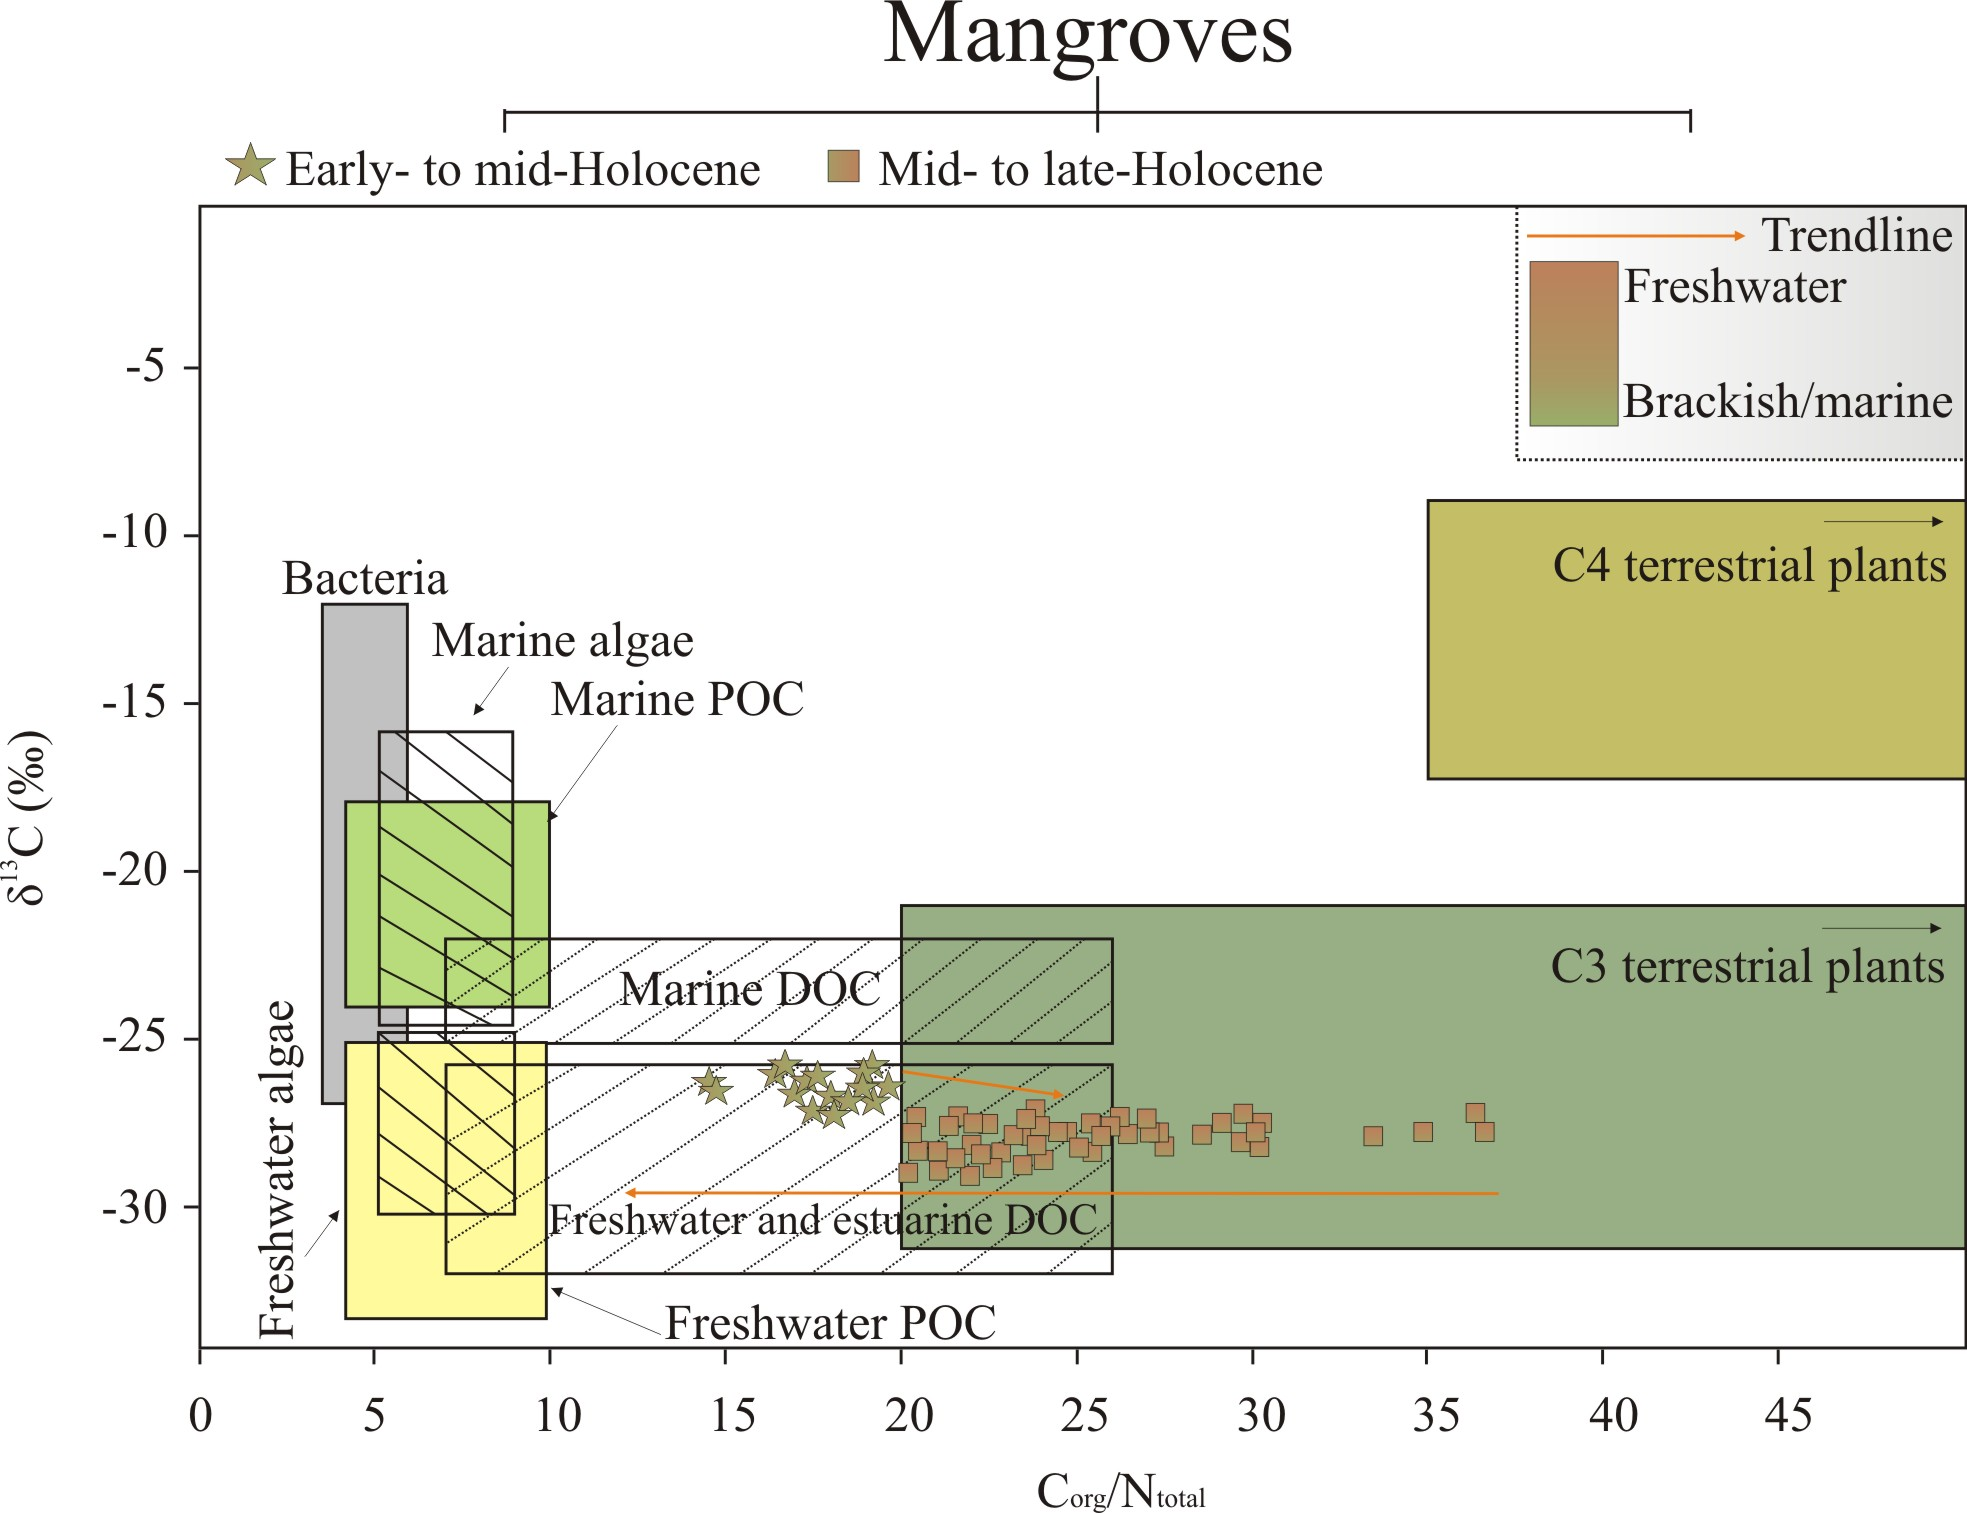 Mangroves
Early- to mid-Holocene
Mid- to late-Holocene
Trendline
Freshwater
Brackish/marine
-5
-10
-15
-20
-25
-30
δ¹³C (‰)
C4 terrestrial plants
Bacteria
Marine algae
Marine POC
Marine DOC
C3 terrestrial plants
Freshwater algae
Freshwater and estuarine DOC
Freshwater POC
0 5 10 15 20 25 30 35 40 45
Corg/Ntotal